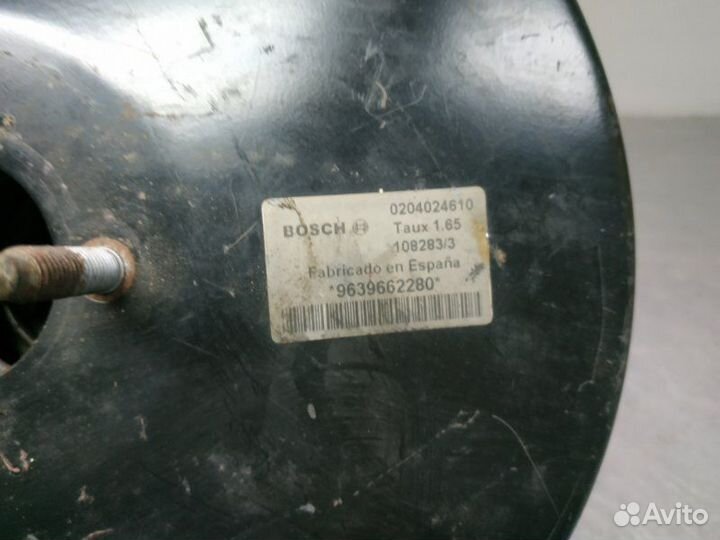 BOSCH 0204024610
Taux 1.65
108283/3
Fabricado en España
*9639662280*
Avito